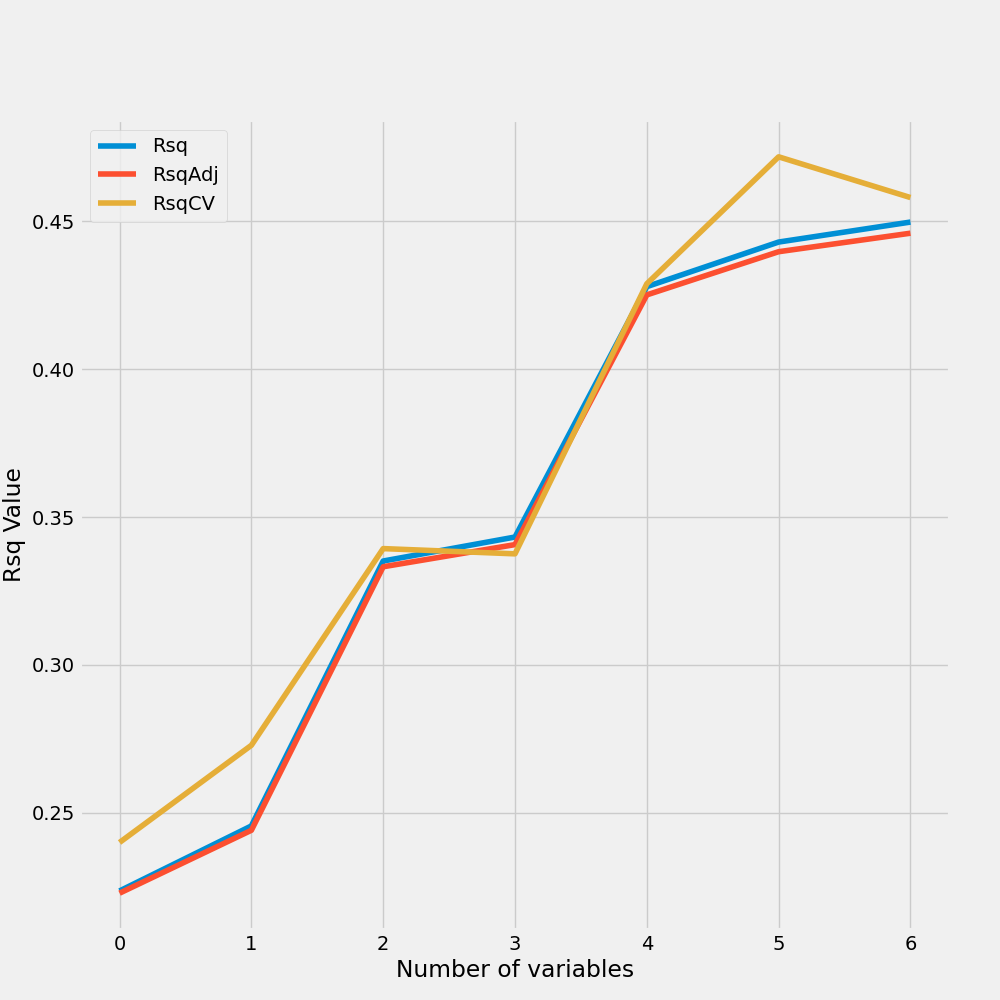 Rsq
RsqAdj
RsqCV
0.45
0.40
0.35
0.30
0.25
Rsq Value
0 1 2 3 4 5 6
Number of variables